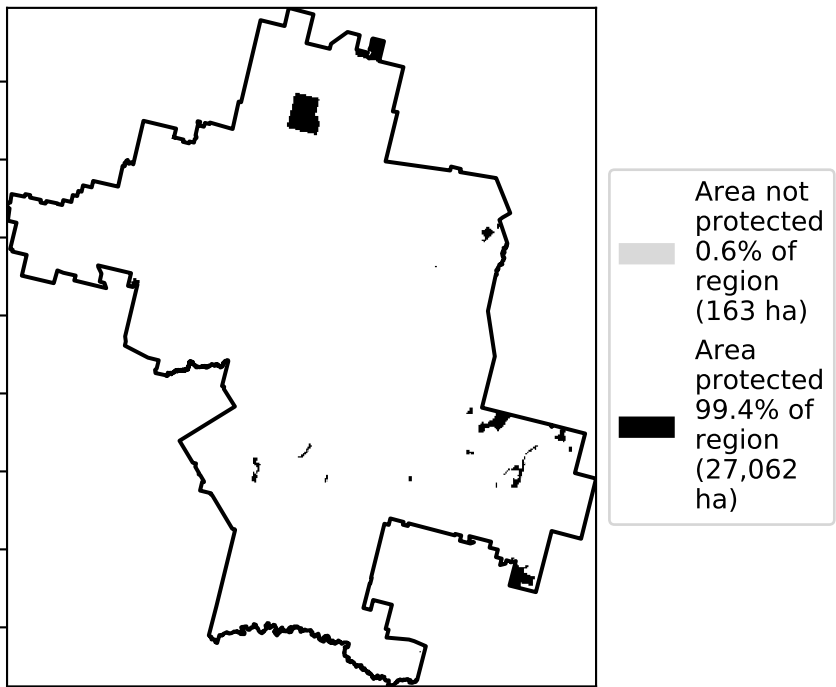 Area not
protected
0.6% of
region
(163 ha)
Area
protected
99.4% of
region
(27,062
ha)